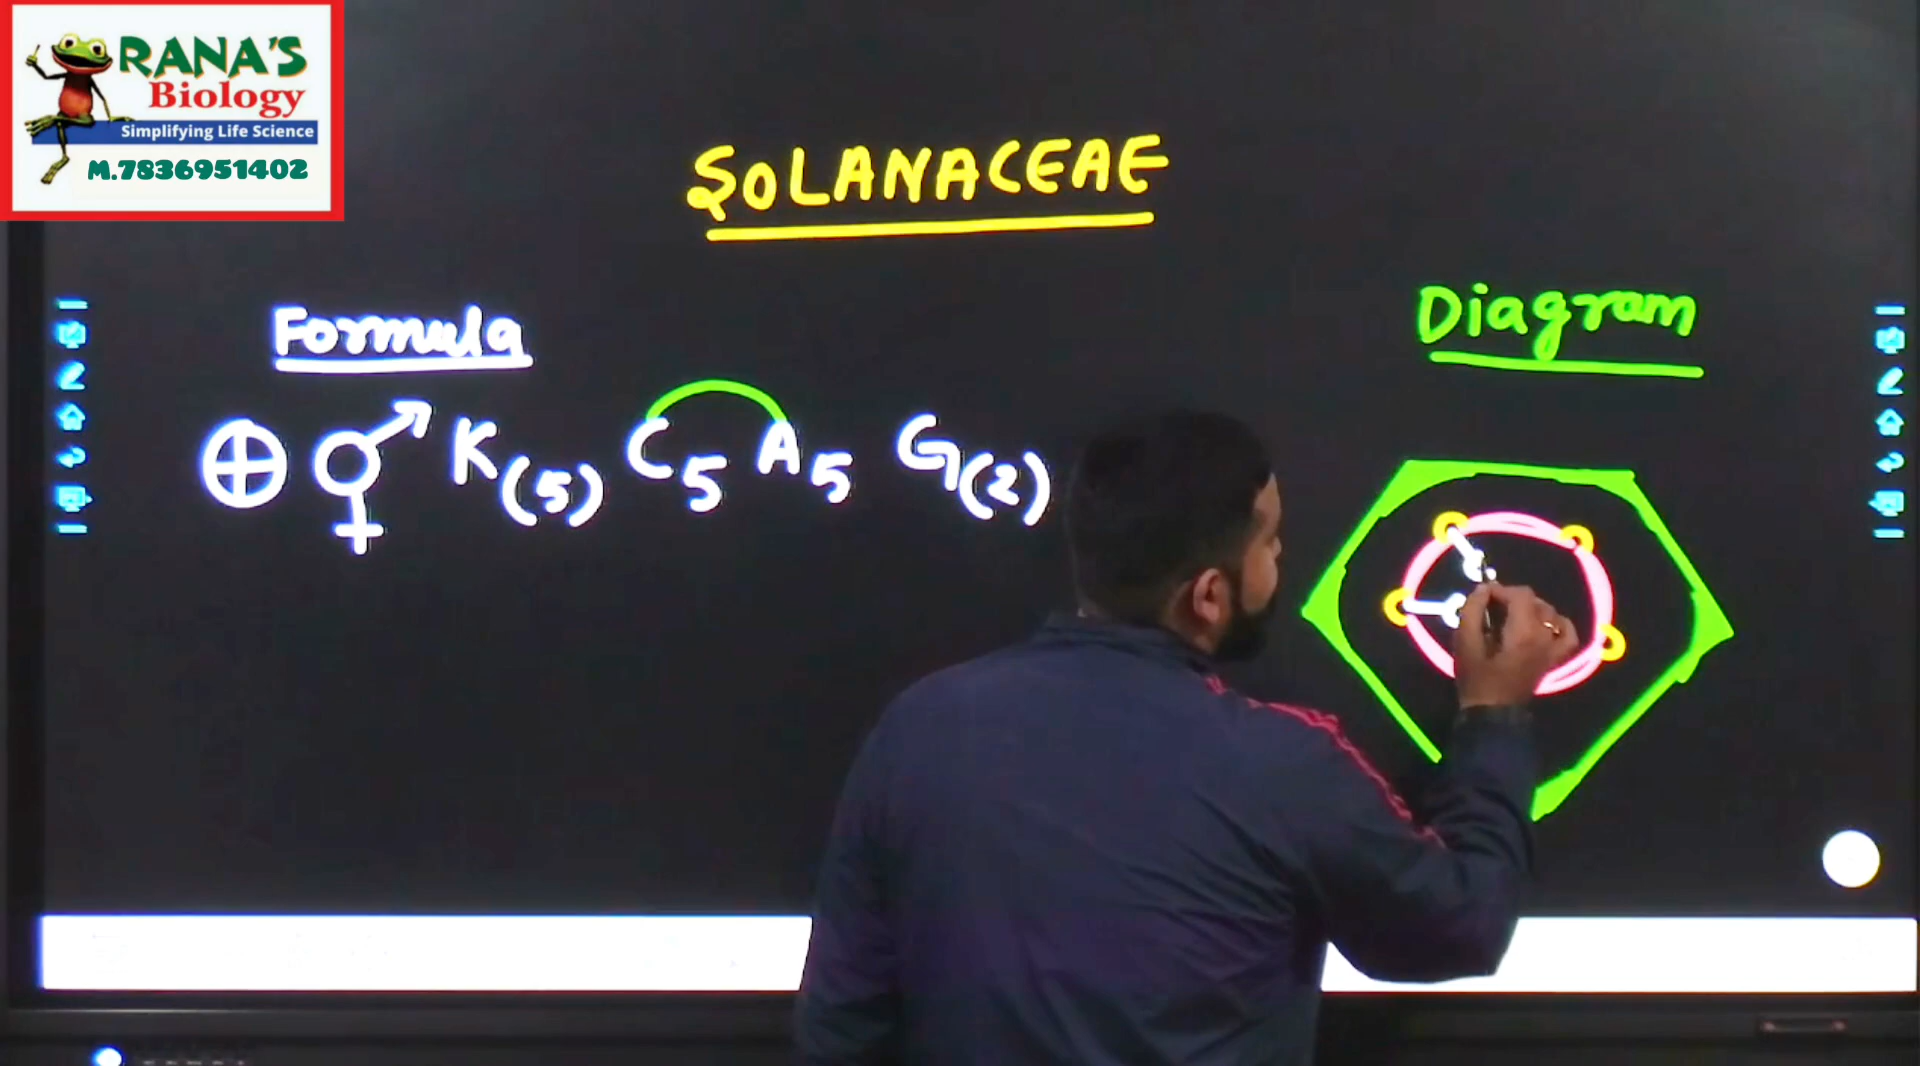 RANA'S
Biology
Simplifying Life Science
M.7836951402
SOLANACEAE
Formula
Diagram
⊕ ⚥ K(5) C5 A5 G(2)